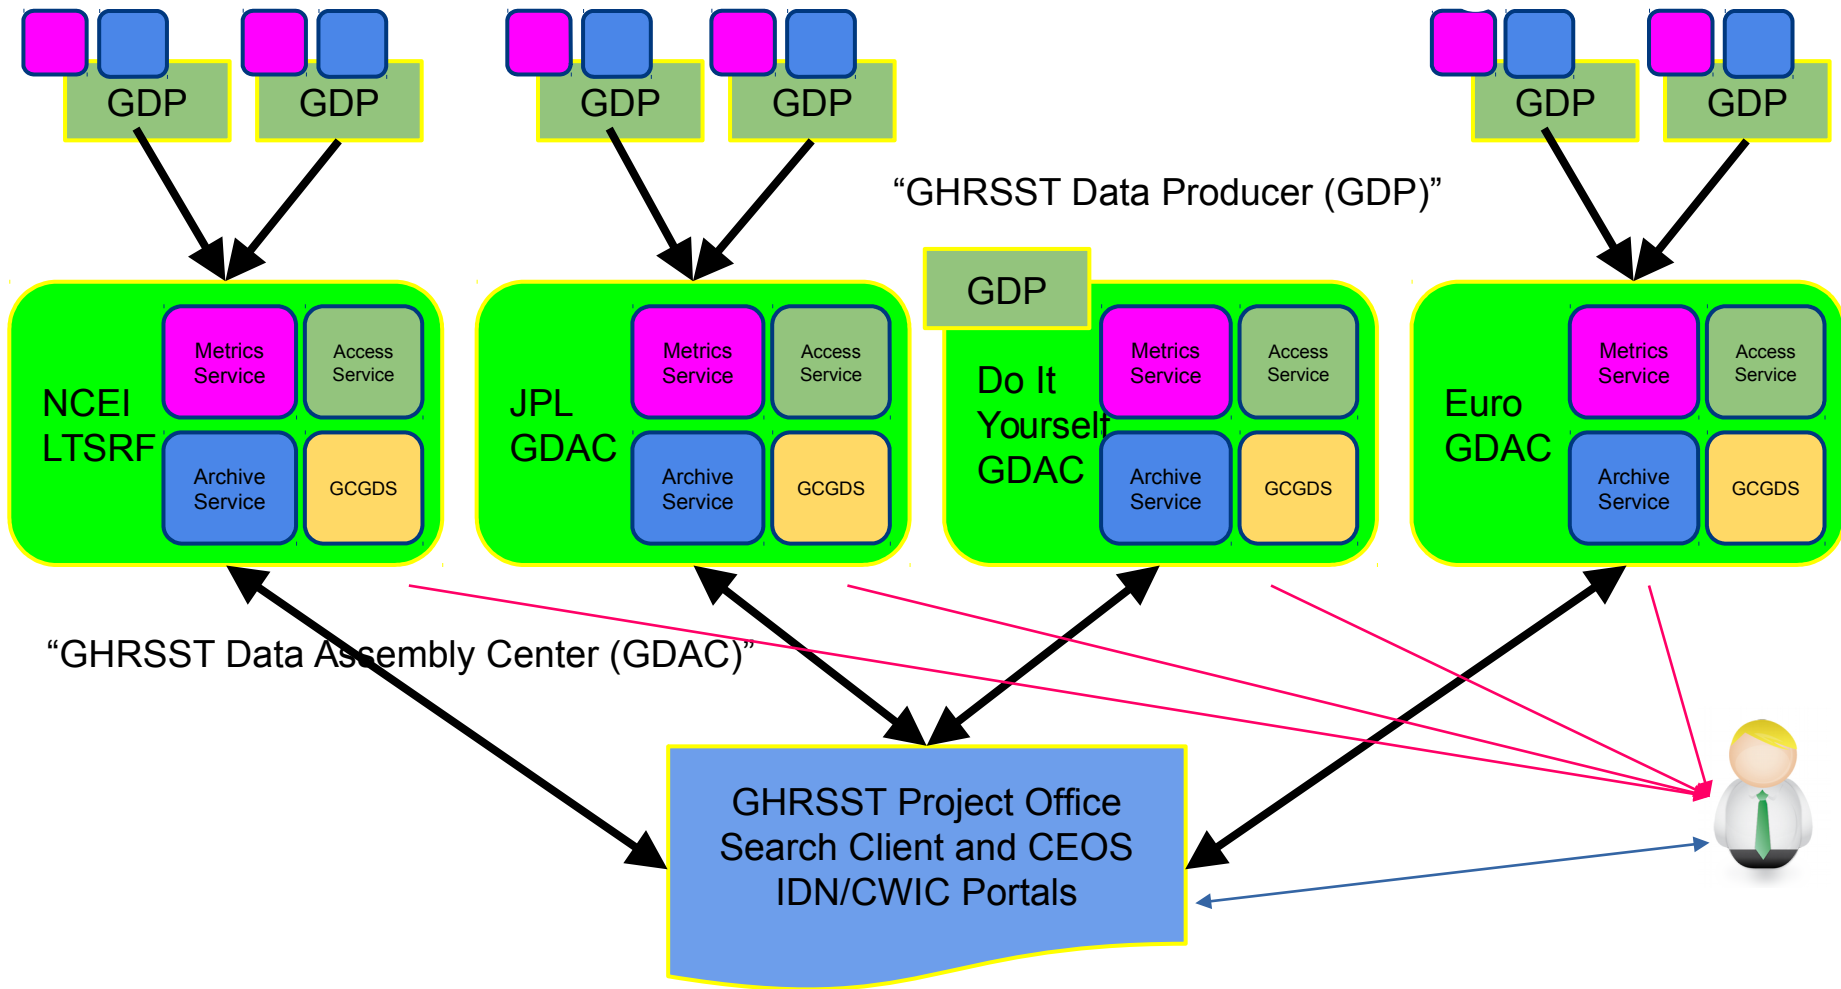 GDP
GDP
GDP
GDP
GDP
GDP
“GHRSST Data Producer (GDP)”
NCEI
LTSRF
Metrics
Service
Access
Service
Archive
Service
GCGDS
JPL
GDAC
Metrics
Service
Access
Service
Archive
Service
GCGDS
GDP
Do It
Yourself
GDAC
Metrics
Service
Access
Service
Archive
Service
GCGDS
Euro
GDAC
Metrics
Service
Access
Service
Archive
Service
GCGDS
“GHRSST Data Assembly Center (GDAC)”
GHRSST Project Office
Search Client and CEOS
IDN/CWIC Portals